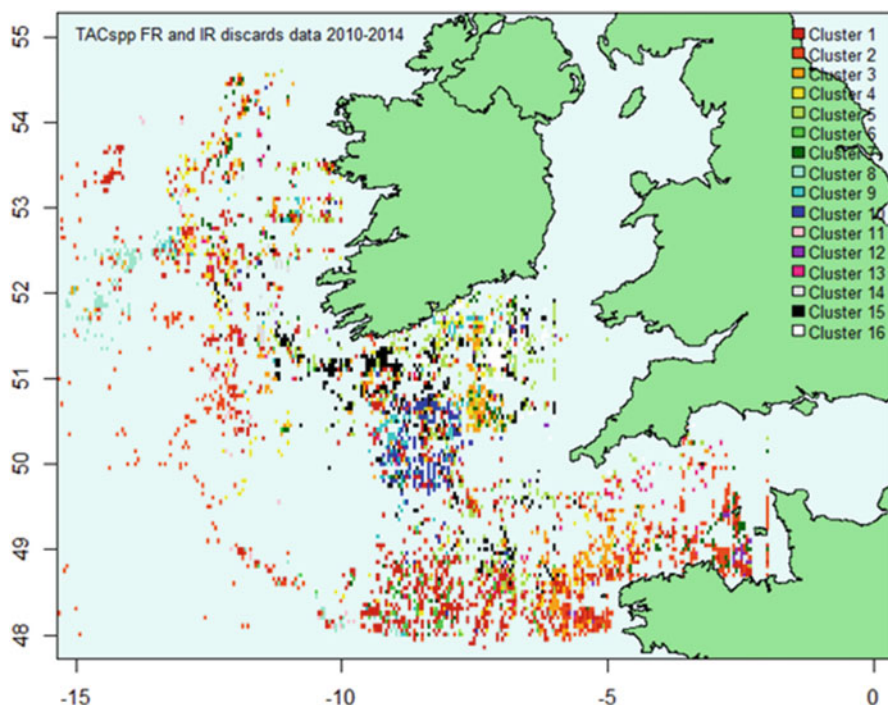 TACspp FR and IR discards data 2010-2014
Cluster 1
Cluster 2
Cluster 3
Cluster 4
Cluster 5
Cluster 6
Cluster 7
Cluster 8
Cluster 9
Cluster 10
Cluster 11
Cluster 12
Cluster 13
Cluster 14
Cluster 15
Cluster 16
55
54
53
52
51
50
49
48
-15
-10
-5
0